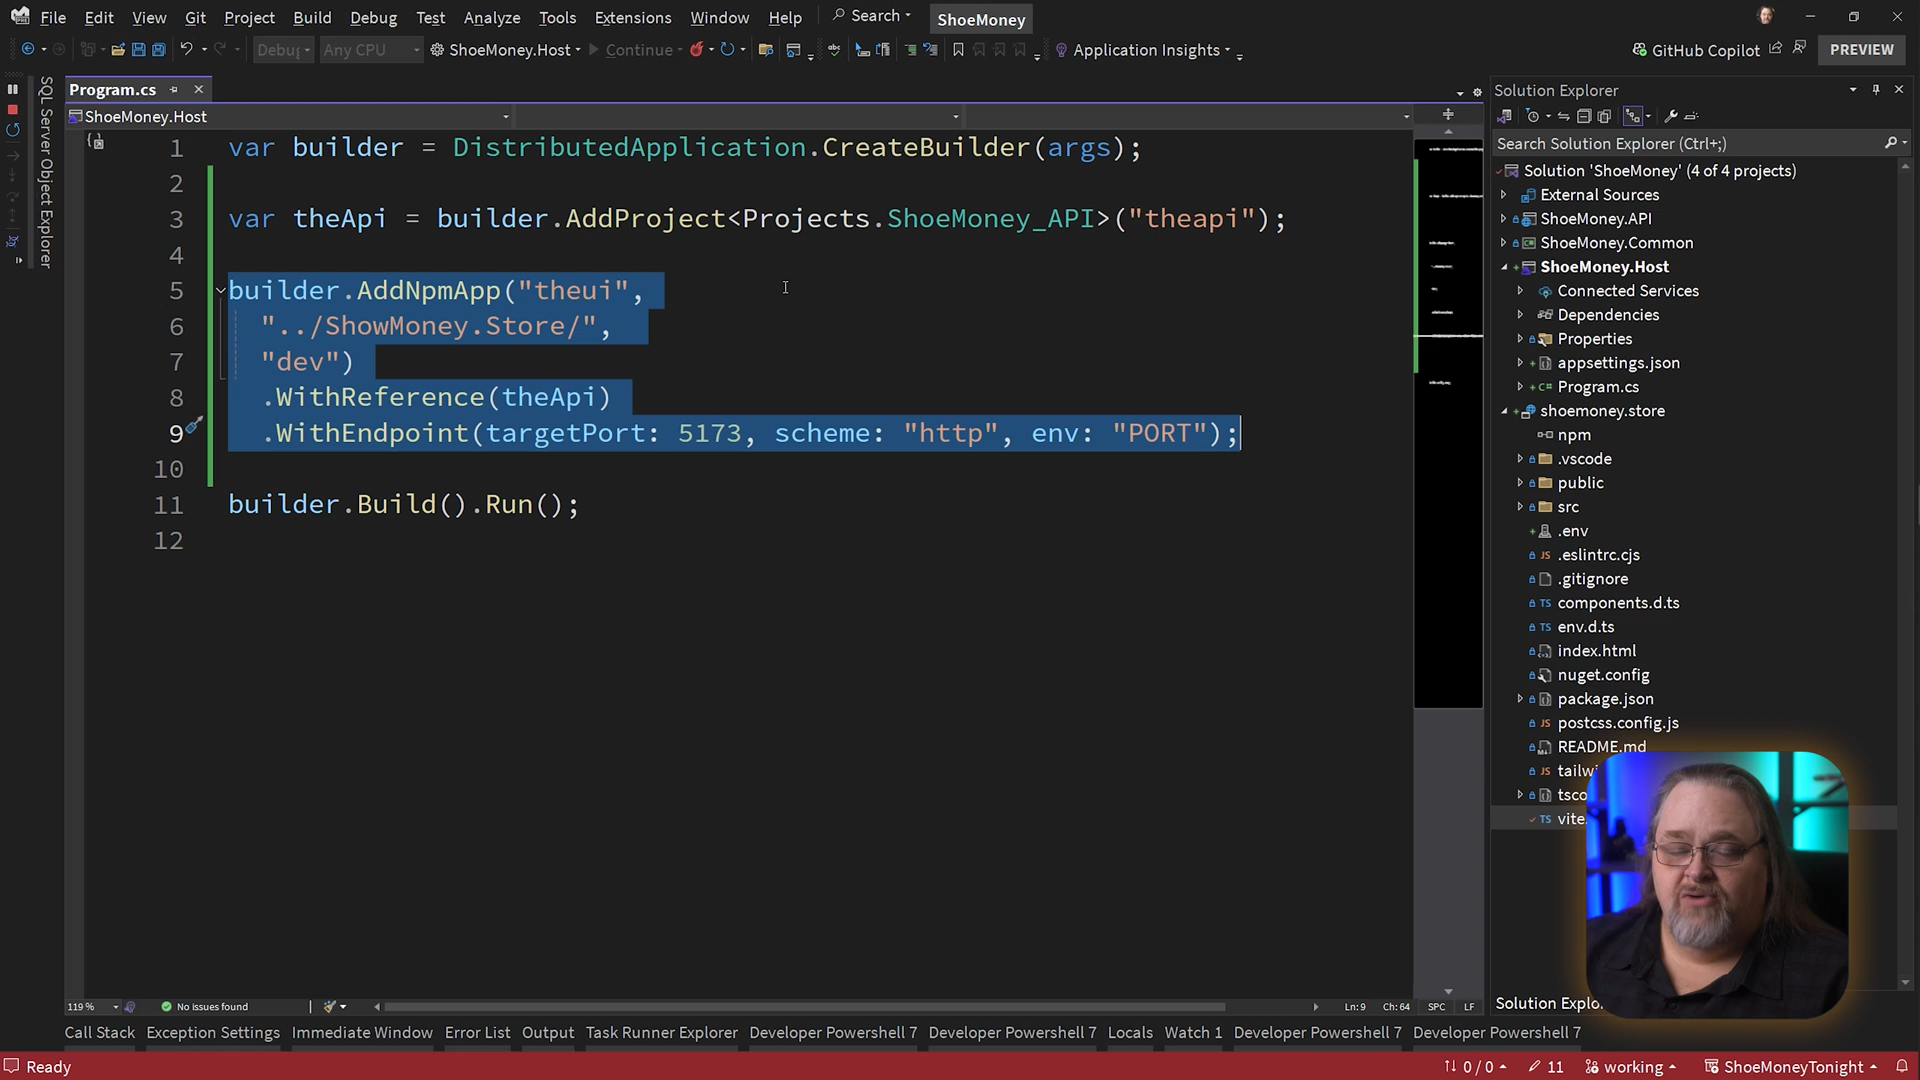 File Edit View Git Project Build Debug Test Analyze Tools Extensions Window Help Search ShoeMoney
Debug Any CPU ShoeMoney.Host Continue Application Insights GitHub Copilot PREVIEW
SQL Server Object Explorer
Program.cs
ShoeMoney.Host
1 var builder = DistributedApplication.CreateBuilder(args);
2
3 var theApi = builder.AddProject<Projects.ShoeMoney_API>("theapi");
4
5 builder.AddNpmApp("theui",
6 "../ShowMoney.Store/",
7 "dev")
8 .WithReference(theApi)
9 .WithEndpoint(targetPort: 5173, scheme: "http", env: "PORT");
10
11 builder.Build().Run();
12
119 % No issues found Ln:9 Ch:64 SPC LF
Solution Explorer
Search Solution Explorer (Ctrl+;)
Solution 'ShoeMoney' (4 of 4 projects)
External Sources
ShoeMoney.API
ShoeMoney.Common
ShoeMoney.Host
Connected Services
Dependencies
Properties
appsettings.json
C# Program.cs
shoemoney.store
npm
.vscode
public
src
.env
JS .eslintrc.cjs
.gitignore
TS components.d.ts
TS env.d.ts
index.html
nuget.config
package.json
JS postcss.config.js
README.md
JS tailwi
tsco
TS vite.
Solution Explo
Call Stack Exception Settings Immediate Window Error List Output Task Runner Explorer Developer Powershell 7 Developer Powershell 7 Locals Watch 1 Developer Powershell 7 Developer Powershell 7
Ready 0 / 0 11 working ShoeMoneyTonight